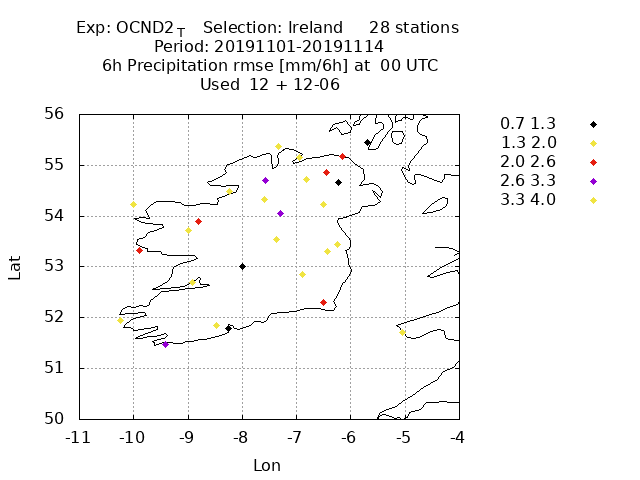 Exp: OCND2T Selection: Ireland 28 stations
Period: 20191101-20191114
6h Precipitation rmse [mm/6h] at 00 UTC
Used 12 + 12-06
56
55
54
53
52
51
50
-11 -10 -9 -8 -7 -6 -5 -4
Lat
Lon
0.7 1.3
1.3 2.0
2.0 2.6
2.6 3.3
3.3 4.0